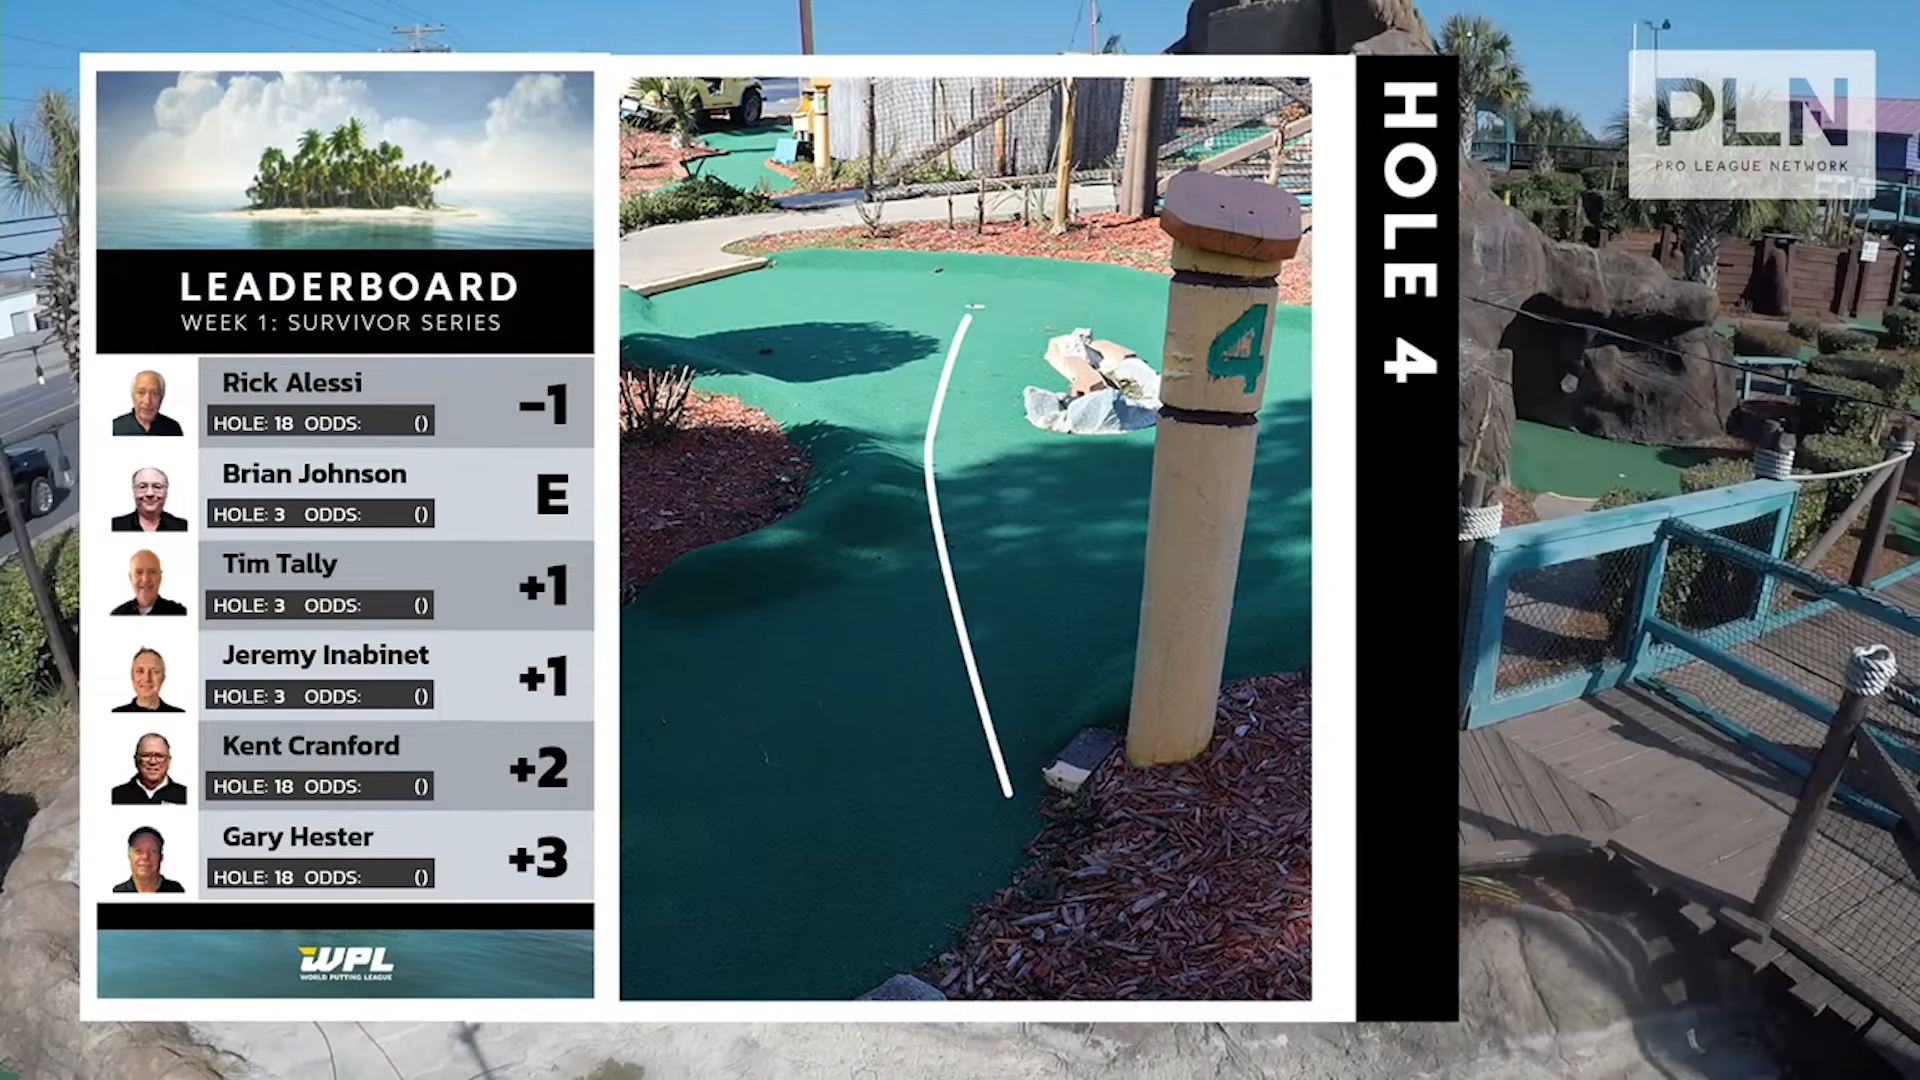 LEADERBOARD
WEEK 1: SURVIVOR SERIES
Rick Alessi
HOLE: 18 ODDS: ()
-1
Brian Johnson
HOLE: 3 ODDS: ()
E
Tim Tally
HOLE: 3 ODDS: ()
+1
Jeremy Inabinet
HOLE: 3 ODDS: ()
+1
Kent Cranford
HOLE: 18 ODDS: ()
+2
Gary Hester
HOLE: 18 ODDS: ()
+3
WPL
WORLD PUTTING LEAGUE
4
HOLE 4
PLN
PRO LEAGUE NETWORK